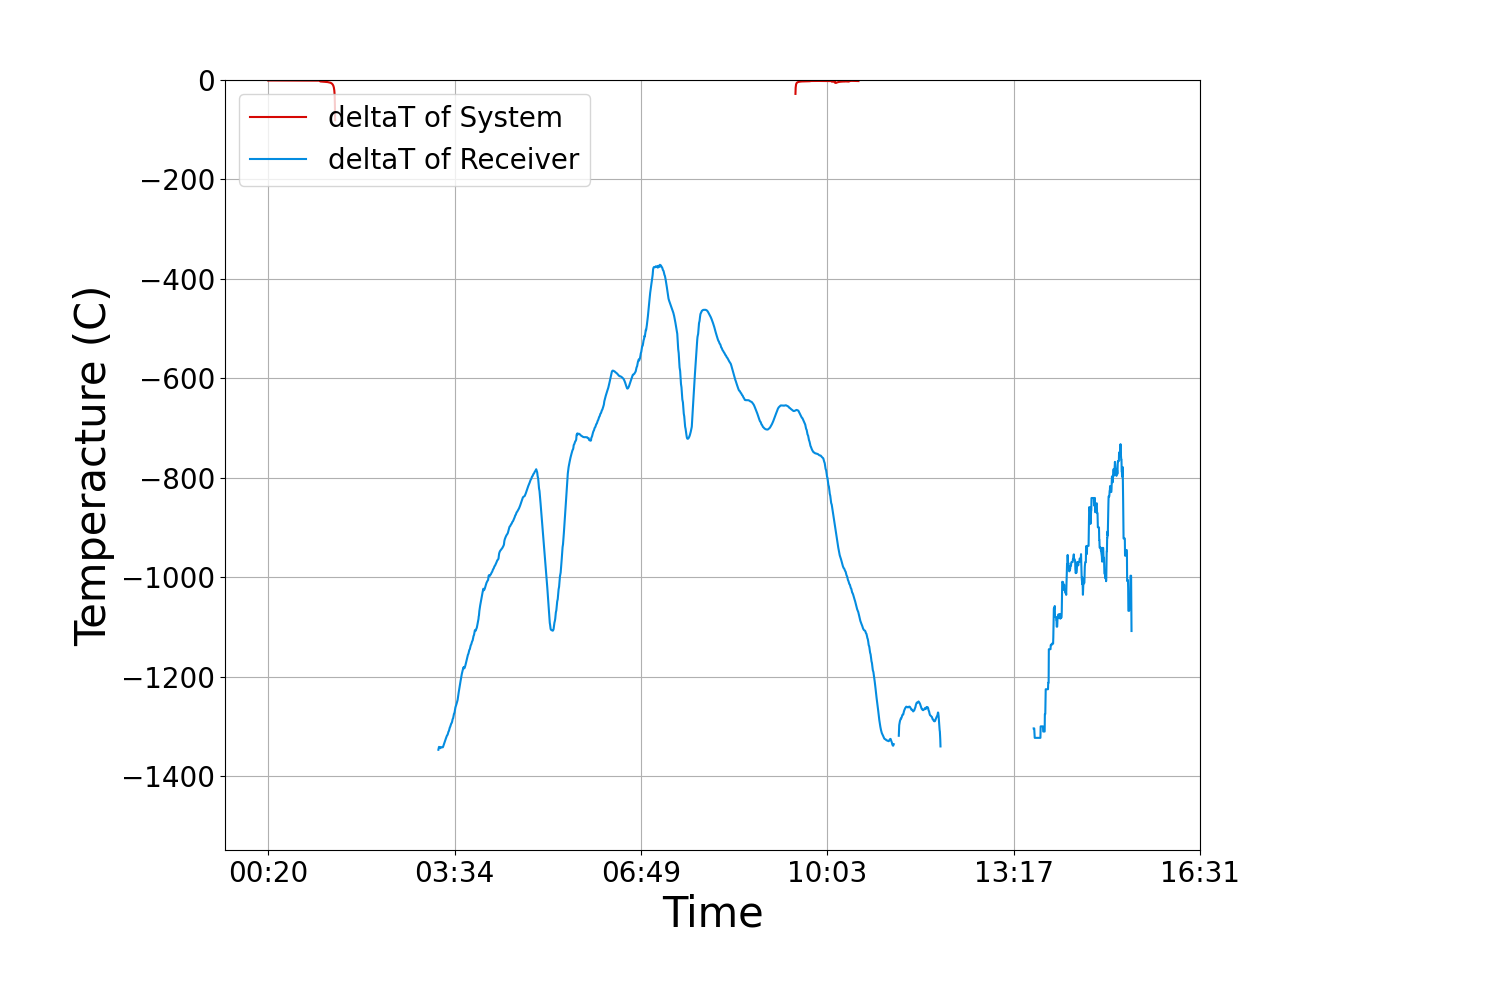 0
−200
−400
−600
−800
−1000
−1200
−1400
Temperacture (C)
deltaT of System
deltaT of Receiver
00:20 03:34 06:49 10:03 13:17 16:31
Time